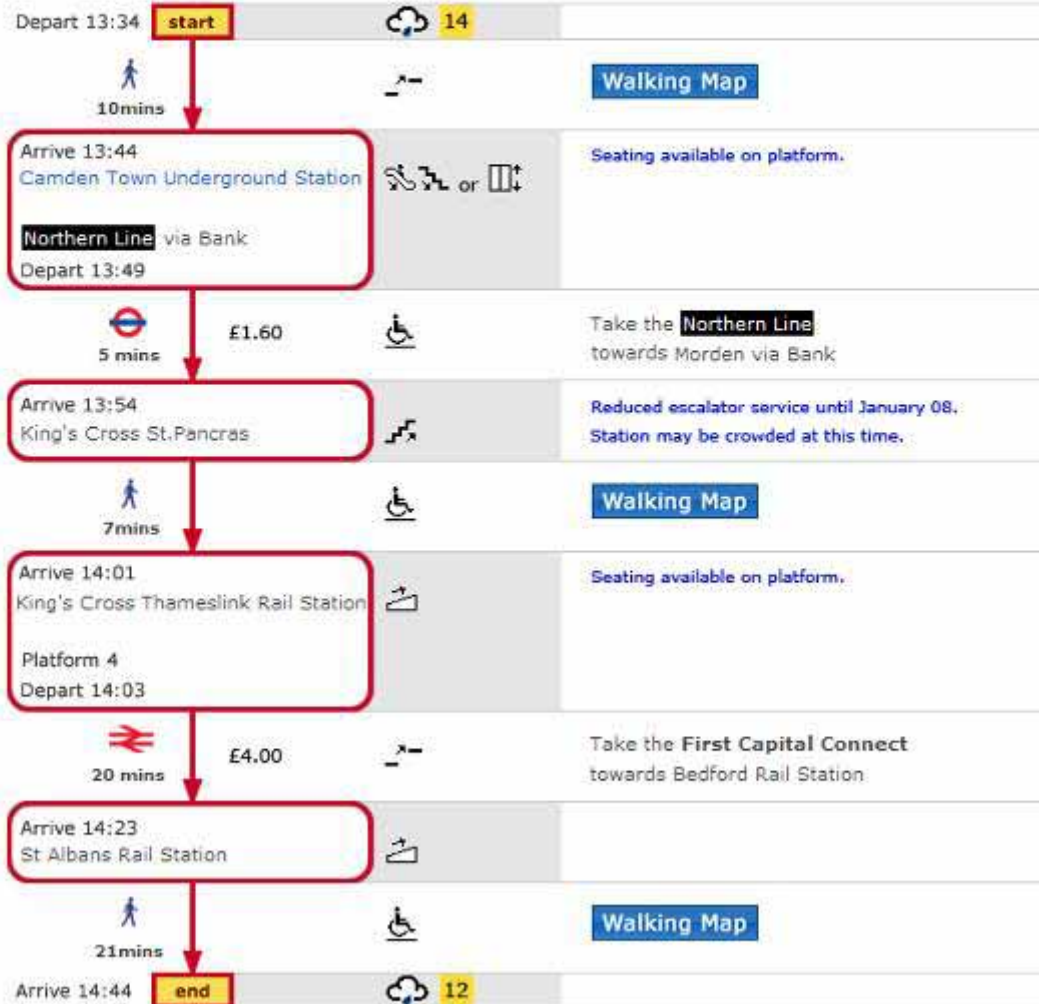 Depart 13:34 start 14
10mins Walking Map
Arrive 13:44
Camden Town Underground Station
Northern Line via Bank
Depart 13:49
or
Seating available on platform.
5 mins £1.60
Take the Northern Line
towards Morden via Bank
Arrive 13:54
King's Cross St.Pancras
Reduced escalator service until January 08.
Station may be crowded at this time.
7mins Walking Map
Arrive 14:01
King's Cross Thameslink Rail Station
Platform 4
Depart 14:03
Seating available on platform.
20 mins £4.00
Take the First Capital Connect
towards Bedford Rail Station
Arrive 14:23
St Albans Rail Station
21mins Walking Map
Arrive 14:44 end 12